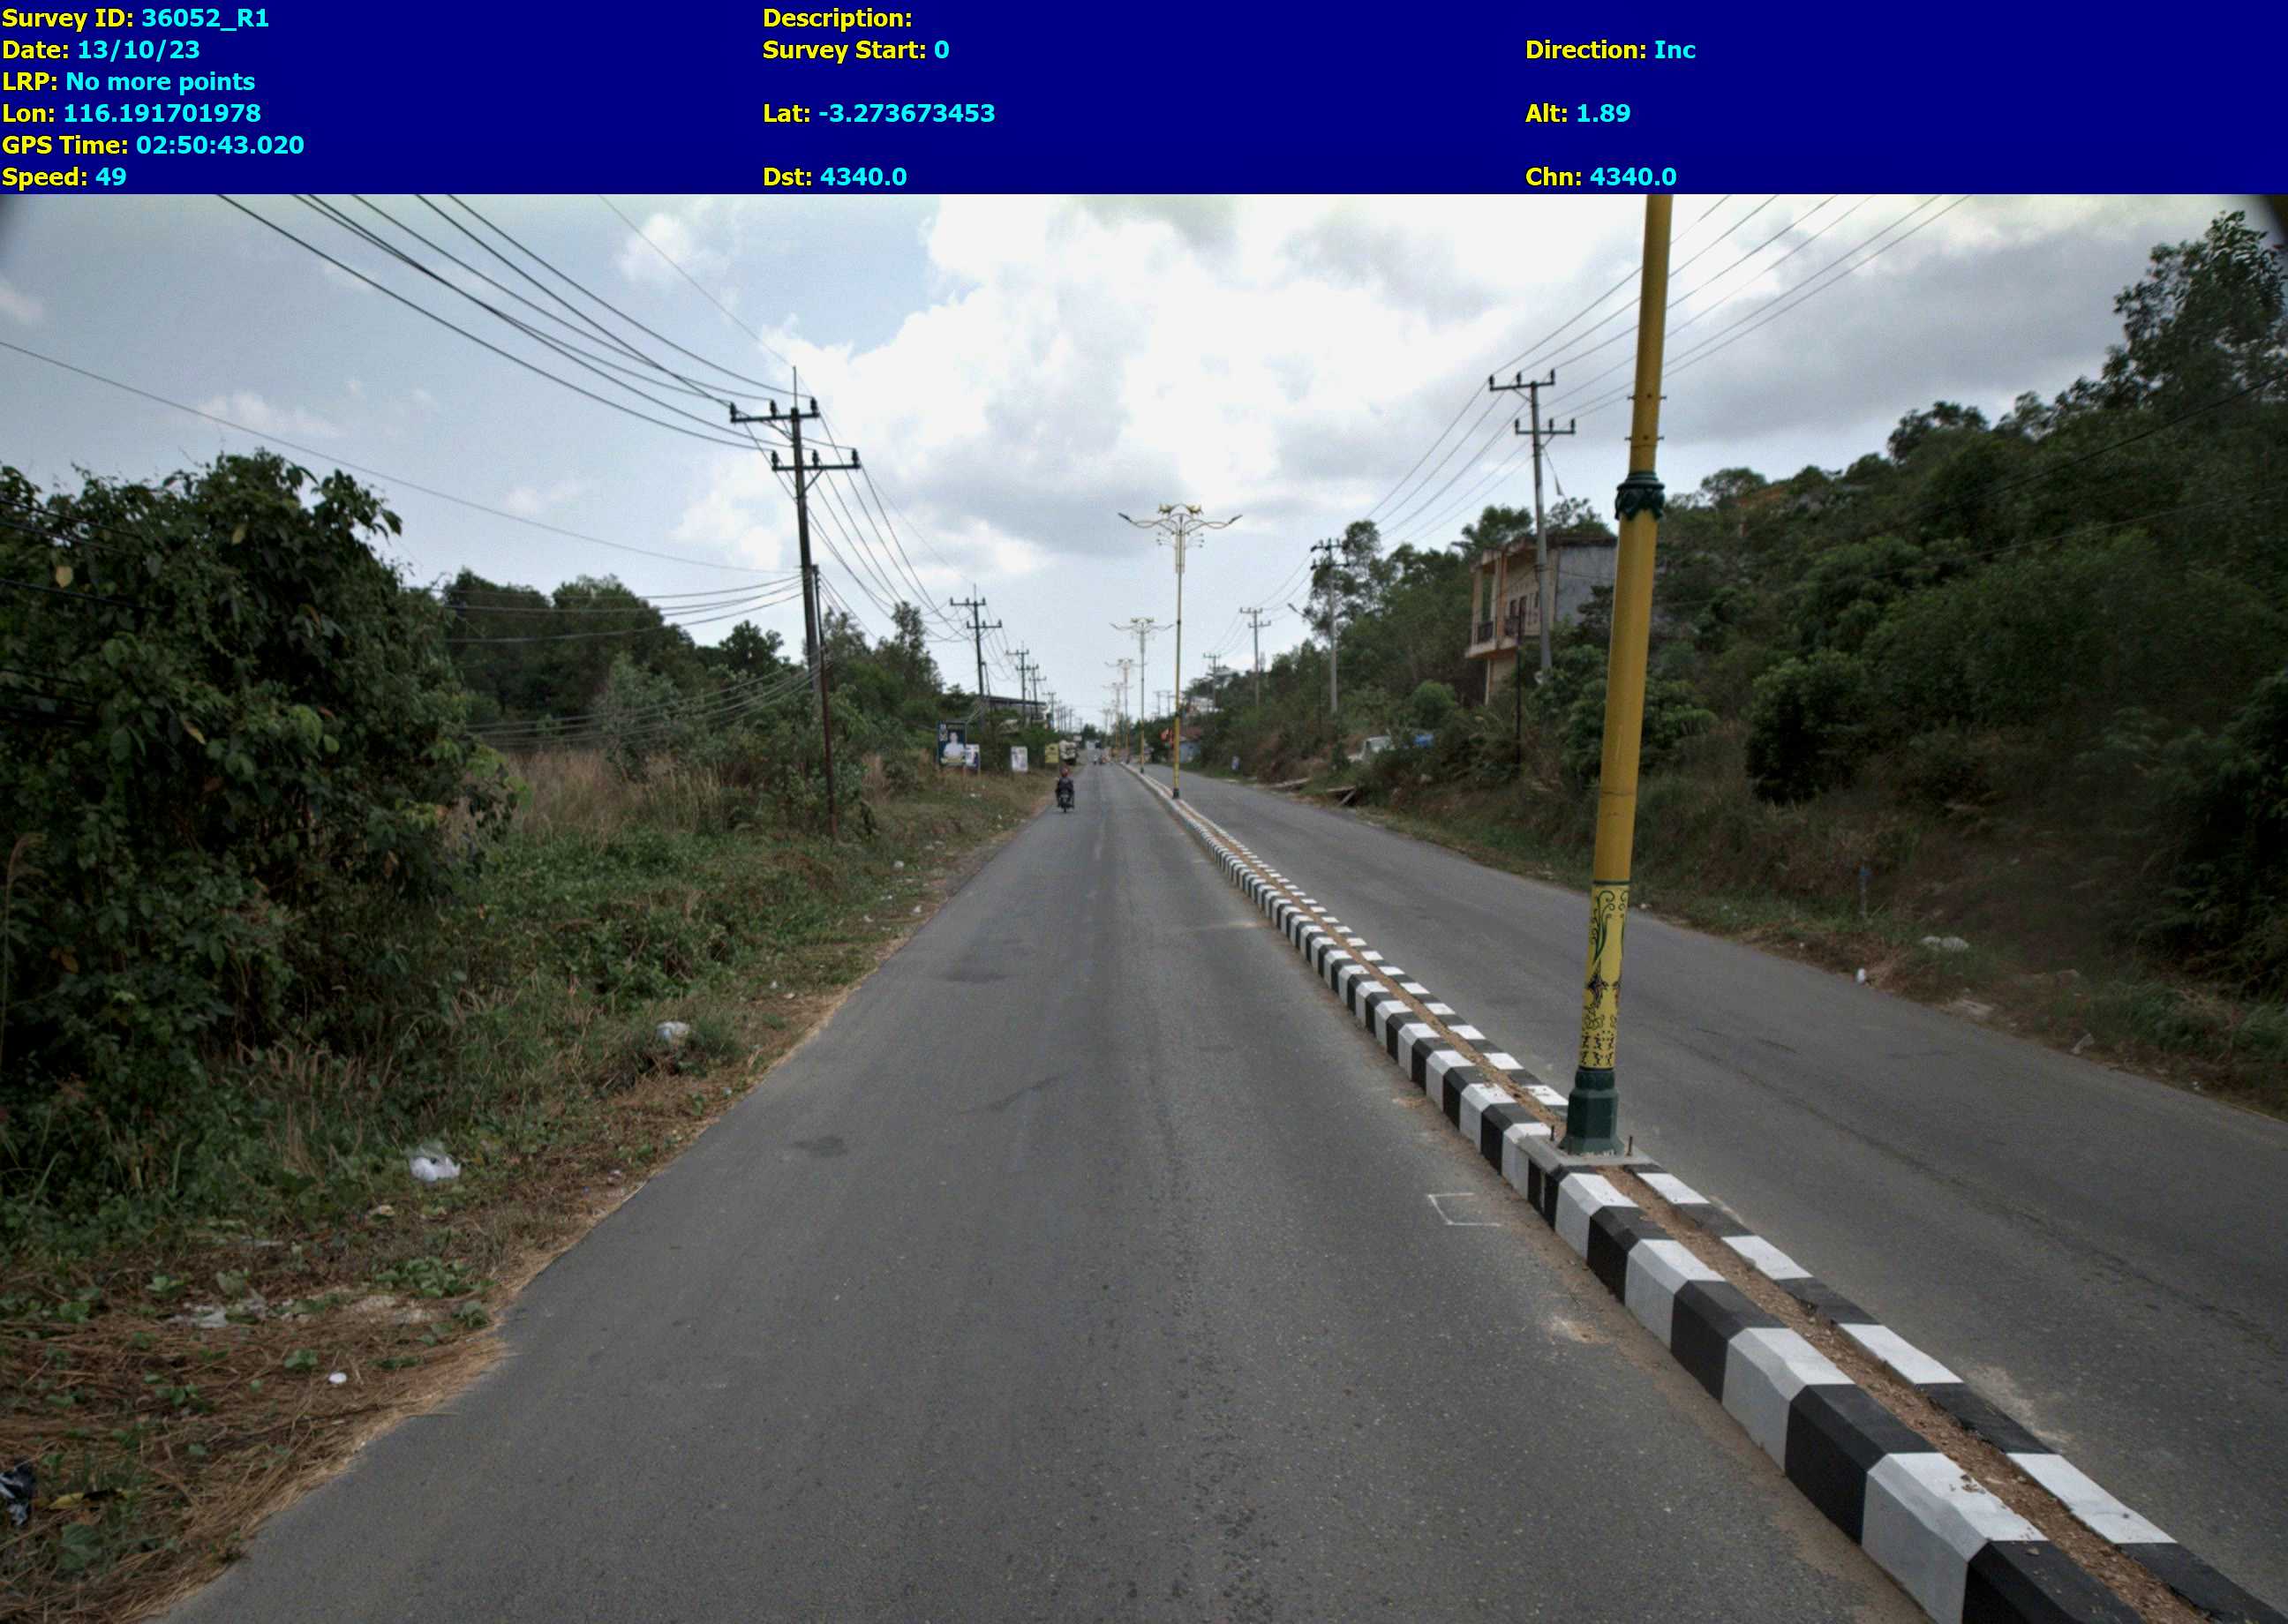 Survey ID: 36052_R1
Description:
Date: 13/10/23
Survey Start: 0
Direction: Inc
LRP: No more points
Lon: 116.191701978
Lat: -3.273673453
Alt: 1.89
GPS Time: 02:50:43.020
Speed: 49
Dst: 4340.0
Chn: 4340.0